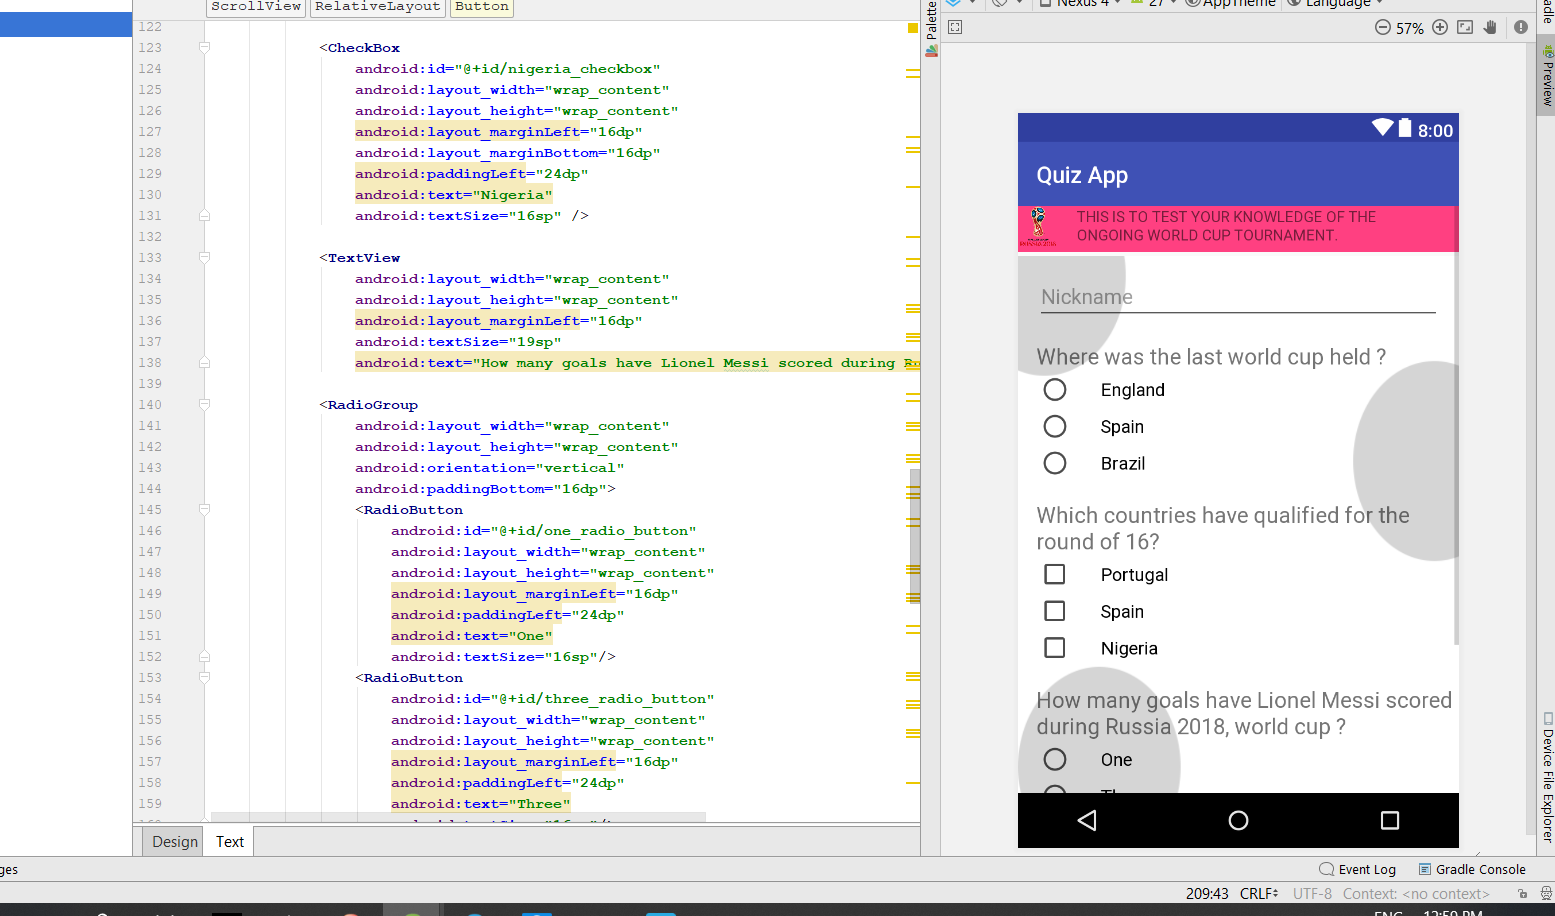 ScrollView RelativeLayout Button
122
123 <CheckBox
124 android:id="@+id/nigeria_checkbox"
125 android:layout_width="wrap_content"
126 android:layout_height="wrap_content"
127 android:layout_marginLeft="16dp"
128 android:layout_marginBottom="16dp"
129 android:paddingLeft="24dp"
130 android:text="Nigeria"
131 android:textSize="16sp" />
132
133 <TextView
134 android:layout_width="wrap_content"
135 android:layout_height="wrap_content"
136 android:layout_marginLeft="16dp"
137 android:textSize="19sp"
138 android:text="How many goals have Lionel Messi scored during
139
140 <RadioGroup
141 android:layout_width="wrap_content"
142 android:layout_height="wrap_content"
143 android:orientation="vertical"
144 android:paddingBottom="16dp">
145 <RadioButton
146 android:id="@+id/one_radio_button"
147 android:layout_width="wrap_content"
148 android:layout_height="wrap_content"
149 android:layout_marginLeft="16dp"
150 android:paddingLeft="24dp"
151 android:text="One"
152 android:textSize="16sp"/>
153 <RadioButton
154 android:id="@+id/three_radio_button"
155 android:layout_width="wrap_content"
156 android:layout_height="wrap_content"
157 android:layout_marginLeft="16dp"
158 android:paddingLeft="24dp"
159 android:text="Three"
Design Text
Palette
Nexus 4 27 AppTheme Language
57%
8:00
Quiz App
THIS IS TO TEST YOUR KNOWLEDGE OF THE
ONGOING WORLD CUP TOURNAMENT.
Nickname
Where was the last world cup held ?
England
Spain
Brazil
Which countries have qualified for the
round of 16?
Portugal
Spain
Nigeria
How many goals have Lionel Messi scored
during Russia 2018, world cup ?
One
Preview
Device File Explorer
Event Log Gradle Console
209:43 CRLF UTF-8 Context: <no context>
ENG 12:50 PM